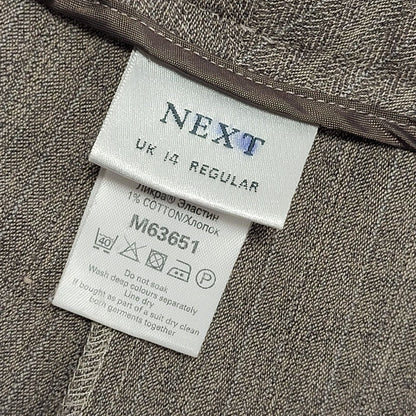 NEXT
UK 14 REGULAR
Ликра® Эластин
1% COTTON/Хлопок
M63651
40
P
Do not soak
Wash deep colours separately
Line dry
If bought as part of a suit dry clean
both garments together